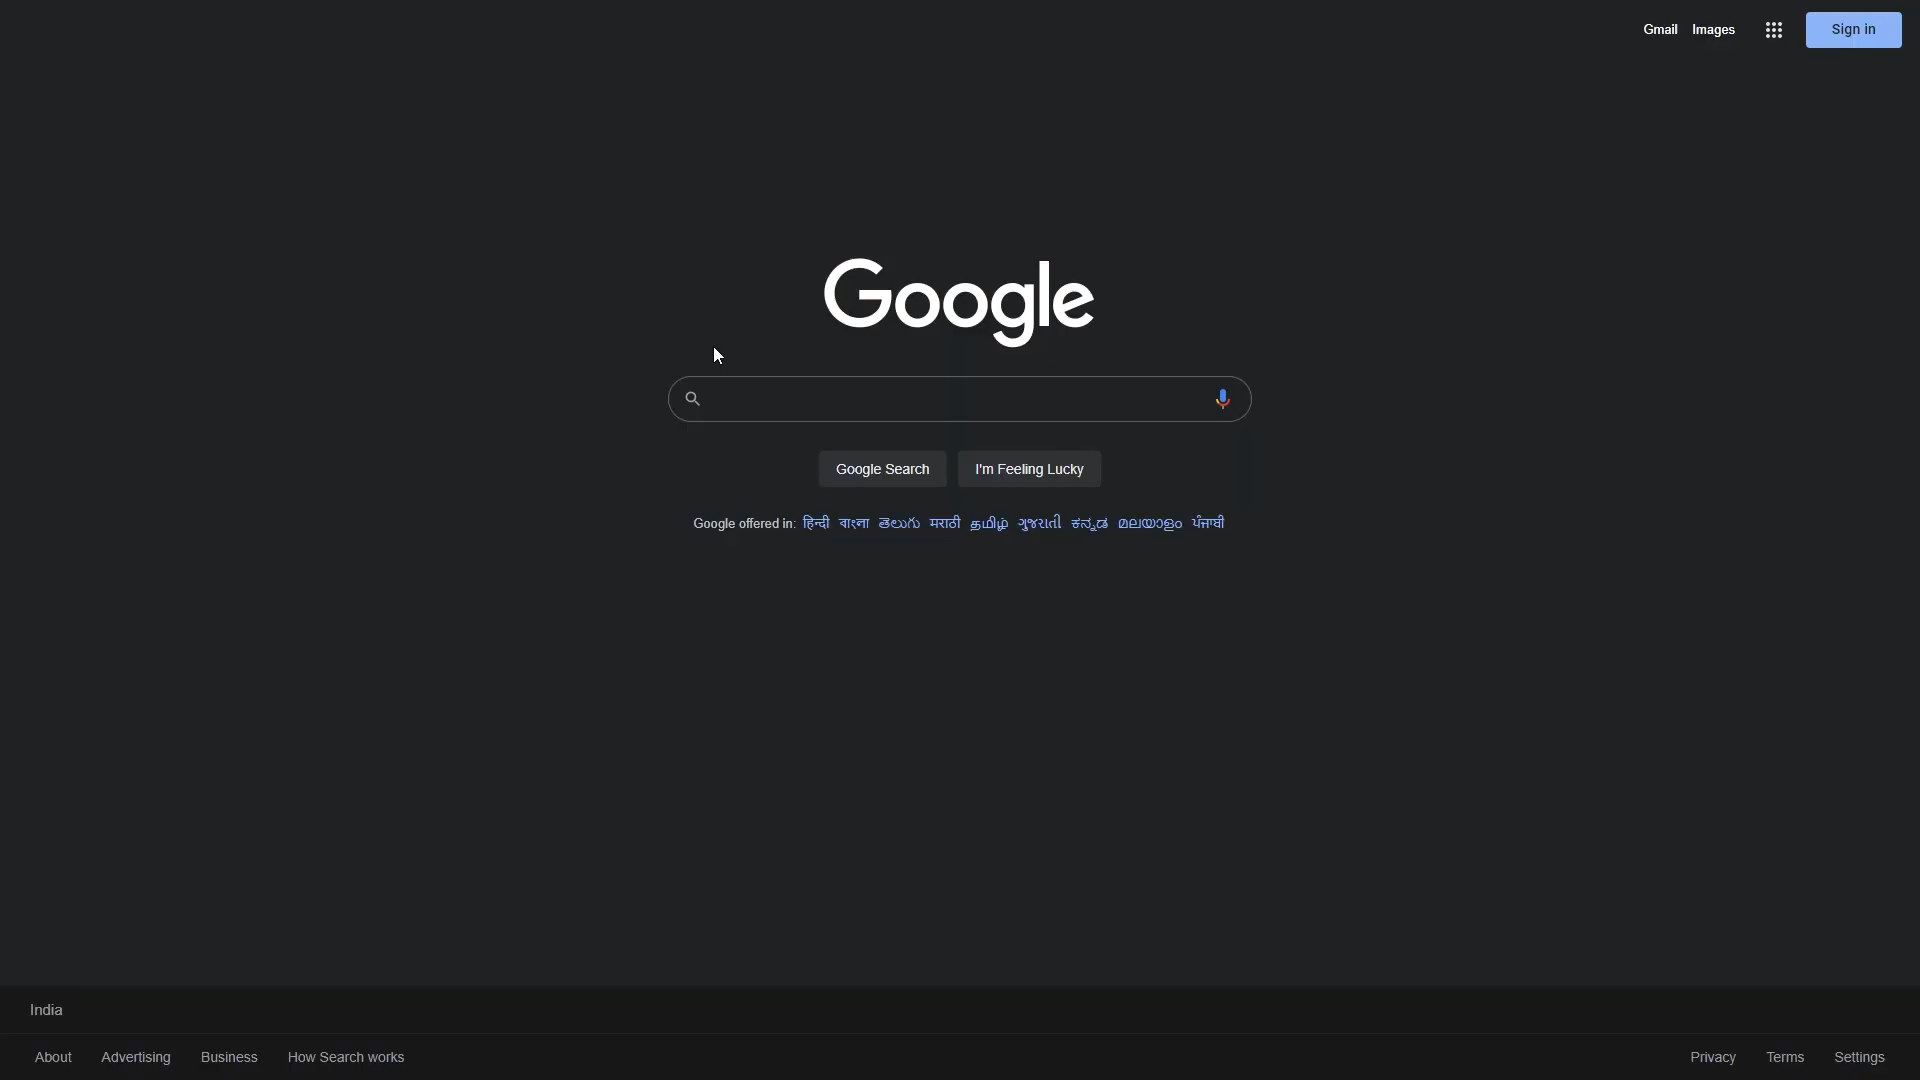 Gmail Images Sign in
Google
Google Search I'm Feeling Lucky
Google offered in: हिन्दी বাংলা తెలుగు मराठी தமிழ் ગુજરાતી ಕನ್ನಡ മലയാളം ਪੰਜਾਬੀ
India
About Advertising Business How Search works Privacy Terms Settings